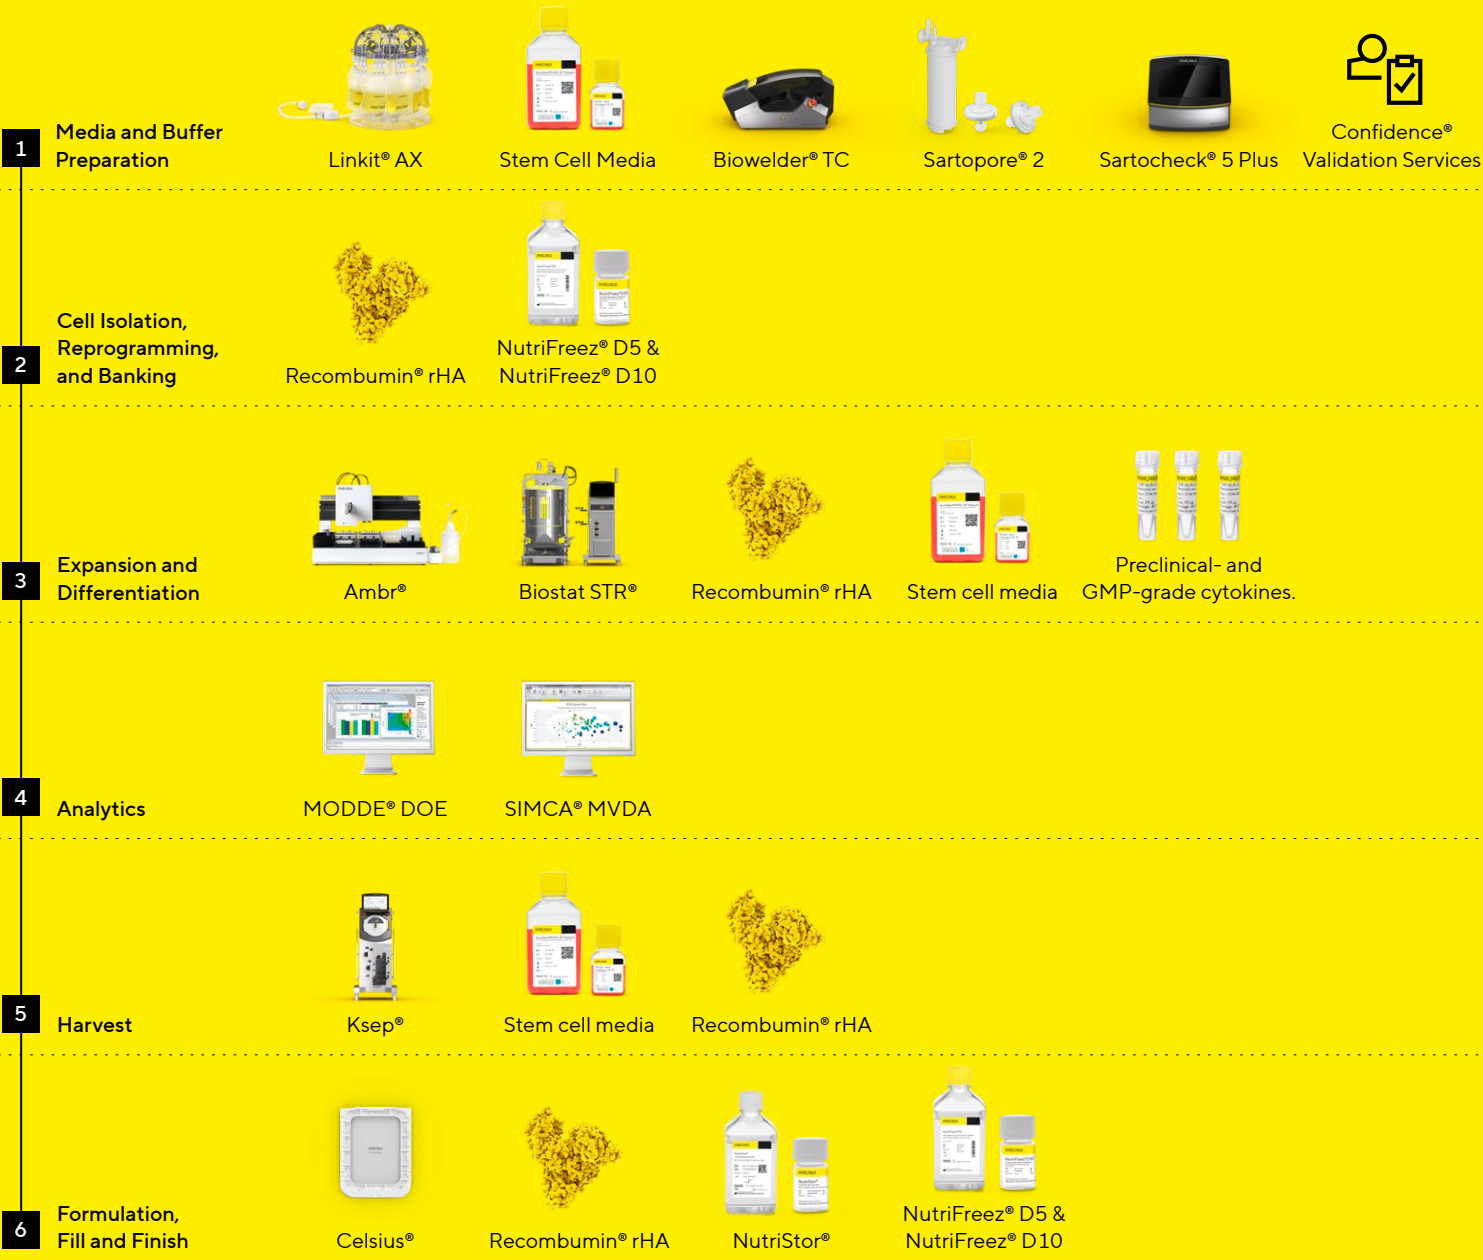 1
Media and Buffer
Preparation
Linkit® AX
Stem Cell Media
Biowelder® TC
Sartopore® 2
Sartocheck® 5 Plus
Confidence®
Validation Services
2
Cell Isolation,
Reprogramming,
and Banking
Recombumin® rHA
NutriFreez® D5 &
NutriFreez® D10
3
Expansion and
Differentiation
Ambr®
Biostat STR®
Recombumin® rHA
Stem cell media
Preclinical- and
GMP-grade cytokines.
4
Analytics
MODDE® DOE
SIMCA® MVDA
5
Harvest
Ksep®
Stem cell media
Recombumin® rHA
6
Formulation,
Fill and Finish
Celsius®
Recombumin® rHA
NutriStor®
NutriFreez® D5 &
NutriFreez® D10